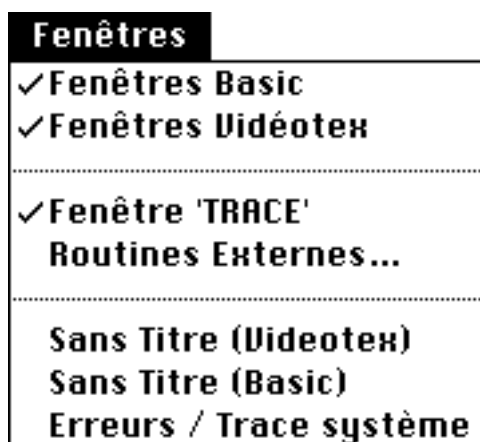 Fenêtres
✓Fenêtres Basic
✓Fenêtres Vidéotex
✓Fenêtre 'TRACE'
Routines Externes...
Sans Titre (Videotex)
Sans Titre (Basic)
Erreurs / Trace système